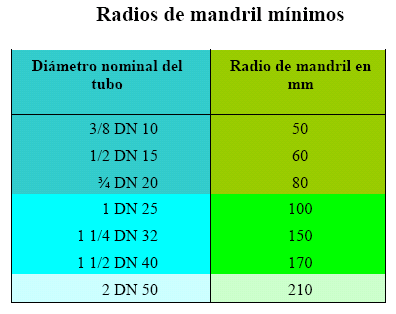 Radios de mandril mínimos
Diámetro nominal del tubo
Radio de mandril en mm
3/8 DN 10 50
1/2 DN 15 60
¾ DN 20 80
1 DN 25 100
1 1/4 DN 32 150
1 1/2 DN 40 170
2 DN 50 210